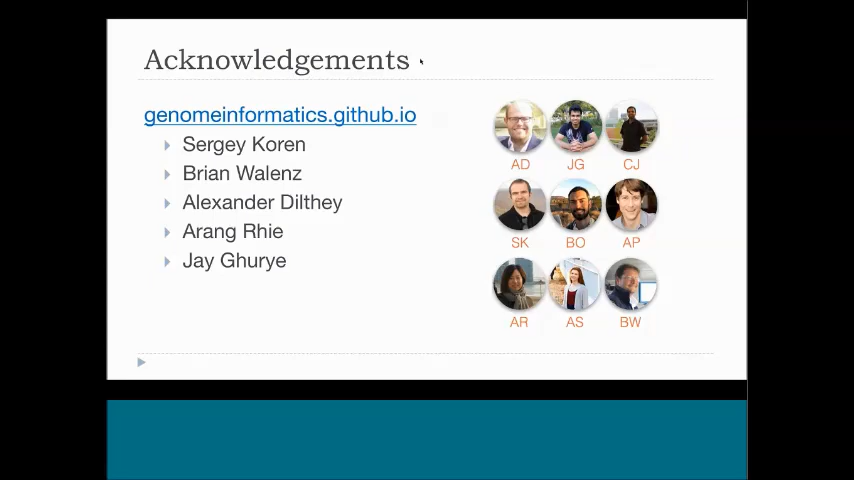 Acknowledgements
genomeinformatics.github.io
Sergey Koren
Brian Walenz
Alexander Dilthey
Arang Rhie
Jay Ghurye
AD JG CJ
SK BO AP
AR AS BW